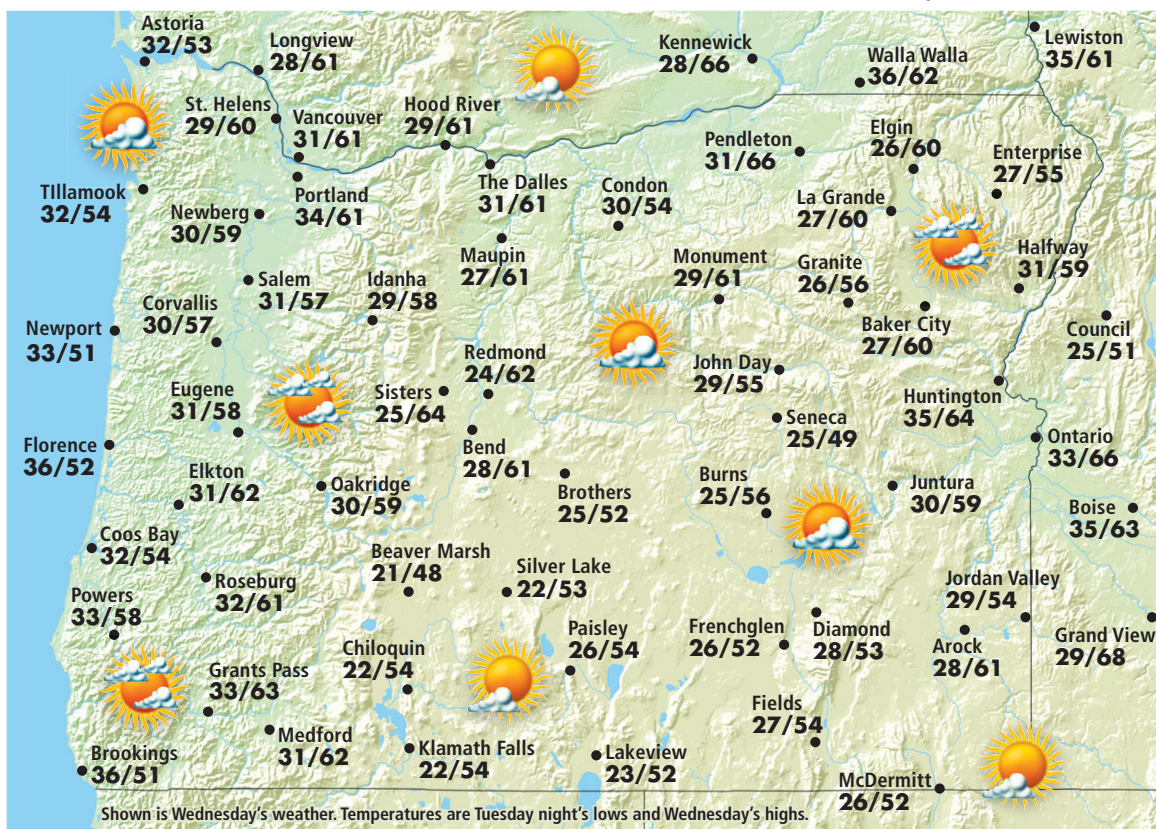 Astoria
32/53
Longview
28/61
Kennewick
28/66
Walla Walla
36/62
Lewiston
35/61
St. Helens
29/60
Vancouver
31/61
Hood River
29/61
Pendleton
31/66
Elgin
26/60
Enterprise
27/55
TIllamook
32/54
Newberg
30/59
Portland
34/61
The Dalles
31/61
Condon
30/54
La Grande
27/60
Maupin
27/61
Monument
29/61
Granite
26/56
Halfway
31/59
Salem
31/57
Idanha
29/58
Corvallis
30/57
Newport
33/51
Baker City
27/60
Council
25/51
Redmond
24/62
John Day
29/55
Eugene
31/58
Sisters
25/64
Huntington
35/64
Seneca
25/49
Florence
36/52
Bend
28/61
Ontario
33/66
Elkton
31/62
Oakridge
30/59
Brothers
25/52
Burns
25/56
Juntura
30/59
Boise
35/63
Coos Bay
32/54
Beaver Marsh
21/48
Silver Lake
22/53
Roseburg
32/61
Jordan Valley
29/54
Powers
33/58
Paisley
26/54
Frenchglen
26/52
Diamond
28/53
Arock
28/61
Grand View
29/68
Chiloquin
22/54
Grants Pass
33/63
Fields
27/54
Medford
31/62
Klamath Falls
22/54
Lakeview
23/52
Brookings
36/51
McDermitt
26/52
Shown is Wednesday's weather. Temperatures are Tuesday night's lows and Wednesday's highs.